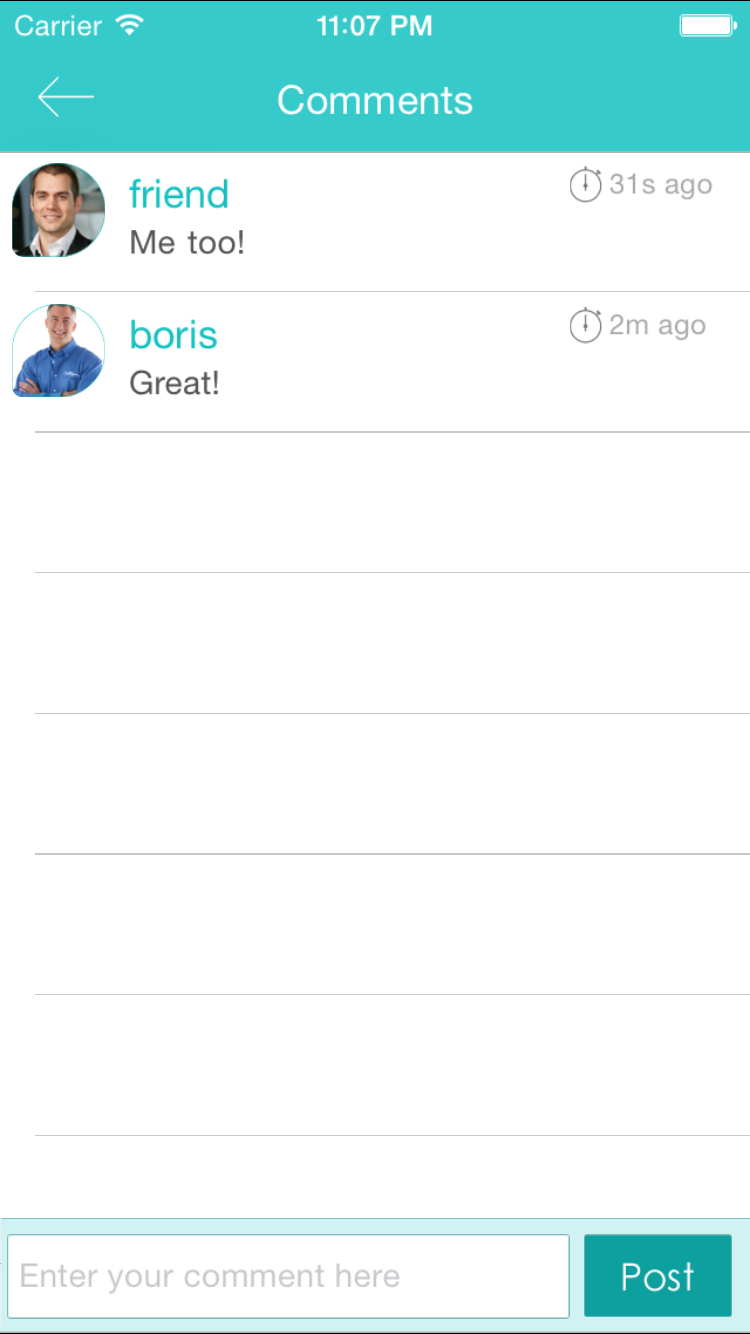 Carrier 11:07 PM
Comments
friend 31s ago
Me too!
boris 2m ago
Great!
Enter your comment here Post